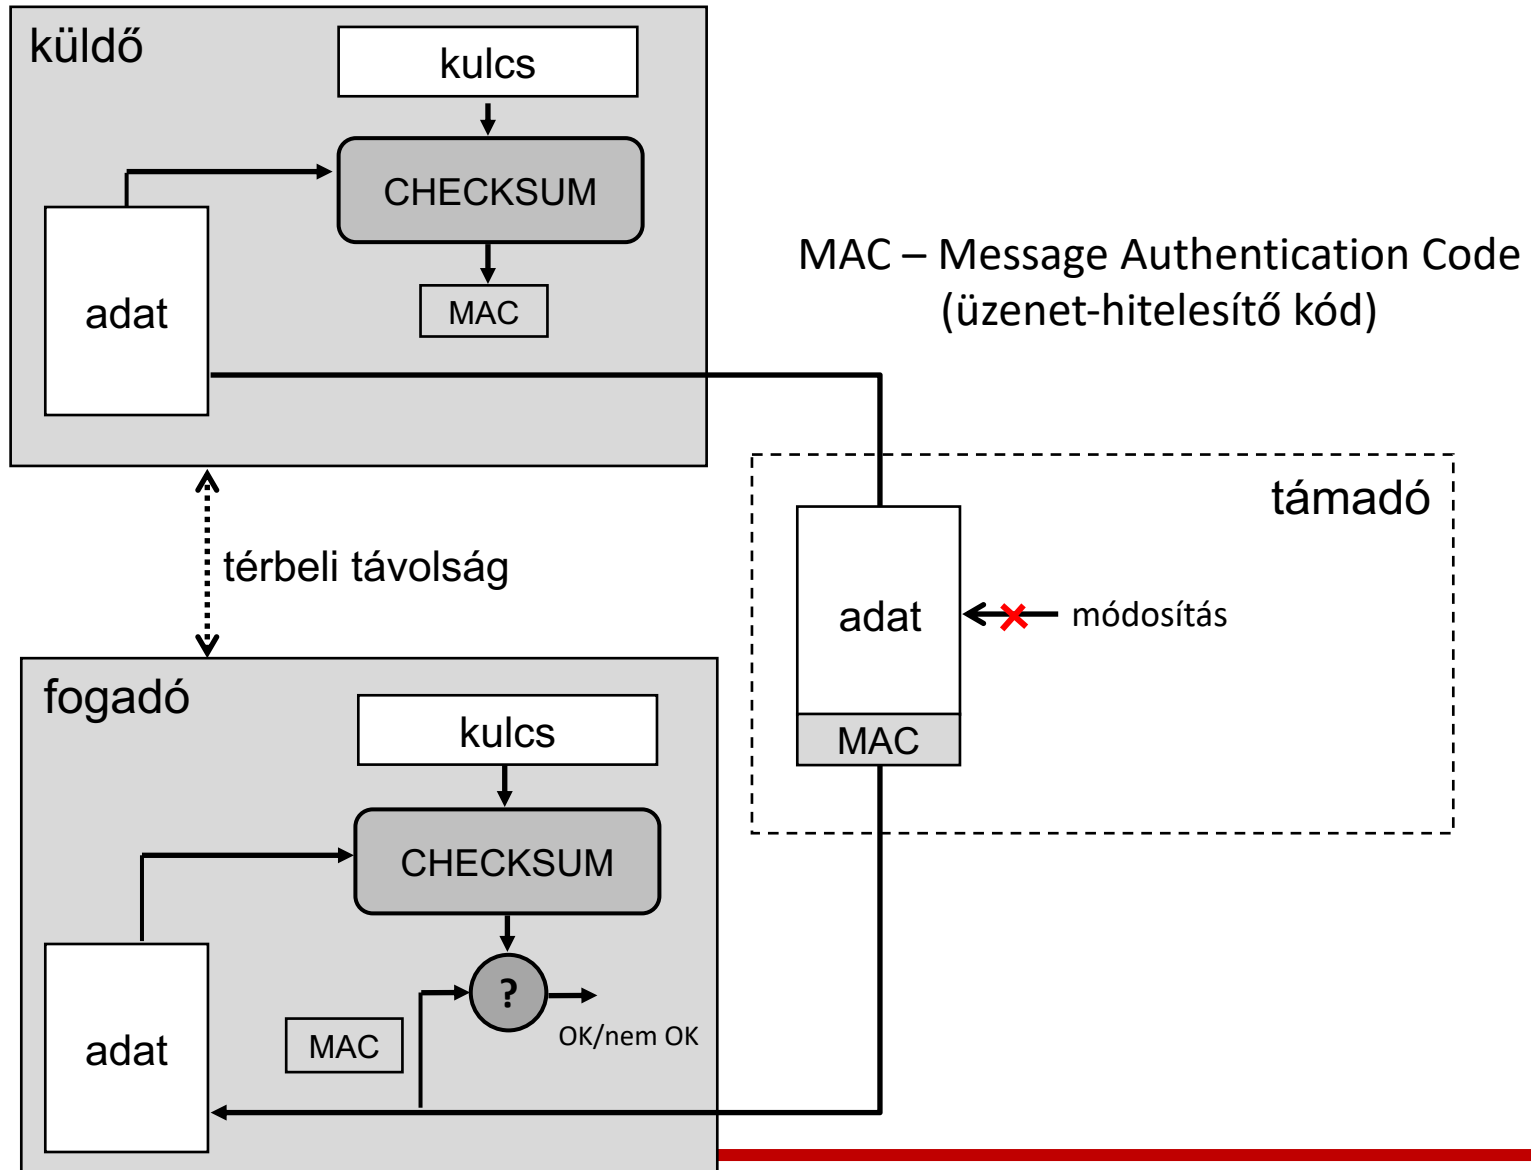 küldő
kulcs
CHECKSUM
adat
MAC
MAC – Message Authentication Code
(üzenet-hitelesítő kód)
támadó
térbeli távolság
adat
módosítás
MAC
fogadó
kulcs
CHECKSUM
?
OK/nem OK
MAC
adat